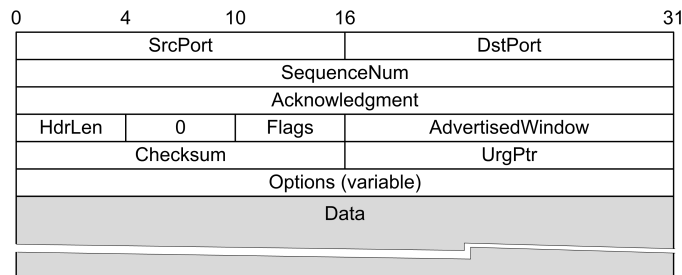 0 4 10 16 31
SrcPort DstPort
SequenceNum
Acknowledgment
HdrLen 0 Flags AdvertisedWindow
Checksum UrgPtr
Options (variable)
Data